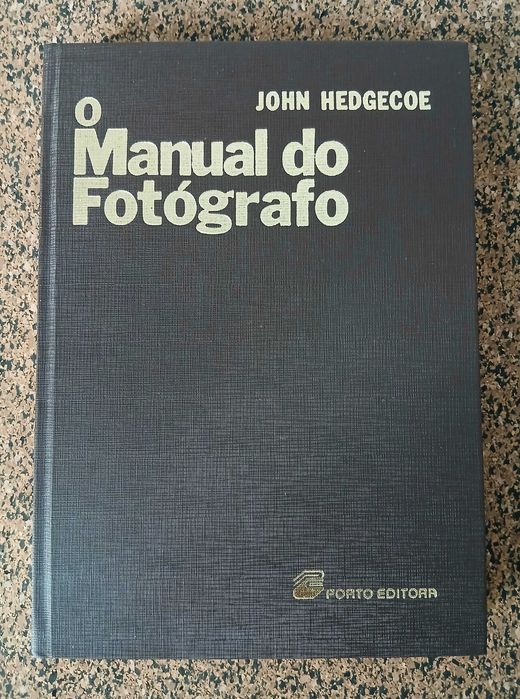 JOHN HEDGECOE
O
Manual do
Fotógrafo
PORTO EDITORA